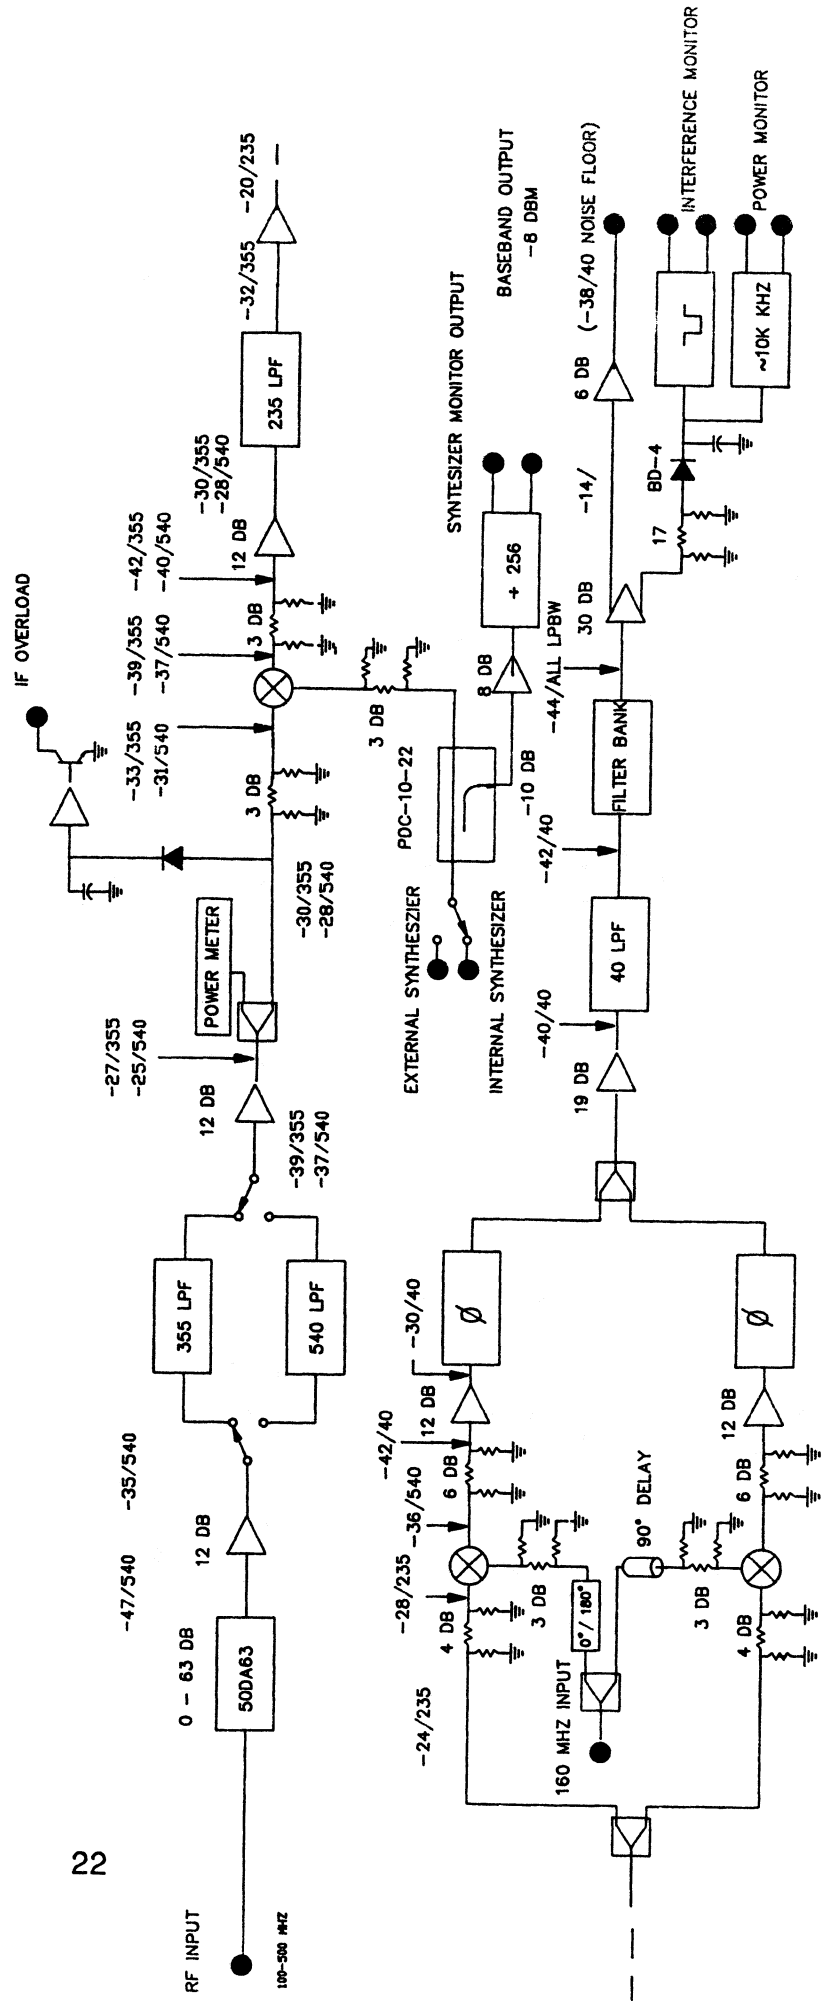 22
RF INPUT
100-500 MHZ
0 - 63 DB
50DA63
-47/540
12 DB
-35/540
355 LPF
540 LPF
-39/355
-37/540
12 DB
-27/355
-25/540
POWER METER
-30/355
-28/540
IF OVERLOAD
3 DB
-33/355
-31/540
-39/355
-37/540
3 DB
-42/355
-40/540
12 DB
-30/355
-28/540
235 LPF
-32/355
-20/235
EXTERNAL SYNTHESZIER
INTERNAL SYNTHESIZER
PDC-10-22
3 DB
-10 DB
8 DB
÷ 256
SYNTESIZER MONITOR OUTPUT
BASEBAND OUTPUT
-8 DBM
-24/235
4 DB
-28/235
-36/540
6 DB
-42/40
12 DB
-30/40
Ø
160 MHZ INPUT
0°/ 180°
3 DB
90° DELAY
3 DB
4 DB
6 DB
12 DB
Ø
19 DB
-40/40
40 LPF
-42/40
FILTER BANK
-44/ALL LPBW
30 DB
-14/
6 DB
(-38/40 NOISE FLOOR)
17
BD-4
~10K KHZ
INTERFERENCE MONITOR
POWER MONITOR